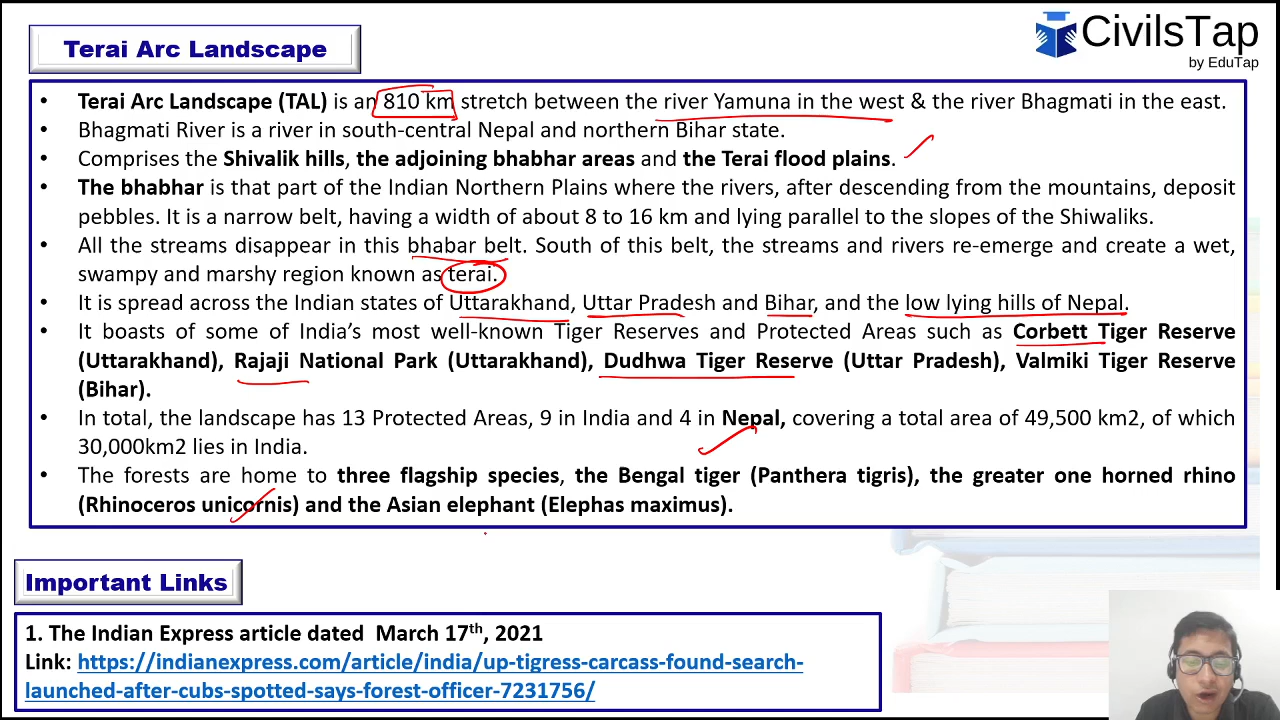 Terai Arc Landscape
CivilsTap
by EduTap
• Terai Arc Landscape (TAL) is an 810 km stretch between the river Yamuna in the west & the river Bhagmati in the east.
• Bhagmati River is a river in south-central Nepal and northern Bihar state.
• Comprises the Shivalik hills, the adjoining bhabhar areas and the Terai flood plains.
• The bhabhar is that part of the Indian Northern Plains where the rivers, after descending from the mountains, deposit
pebbles. It is a narrow belt, having a width of about 8 to 16 km and lying parallel to the slopes of the Shiwaliks.
• All the streams disappear in this bhabar belt. South of this belt, the streams and rivers re-emerge and create a wet,
swampy and marshy region known as terai.
• It is spread across the Indian states of Uttarakhand, Uttar Pradesh and Bihar, and the low lying hills of Nepal.
• It boasts of some of India’s most well-known Tiger Reserves and Protected Areas such as Corbett Tiger Reserve
(Uttarakhand), Rajaji National Park (Uttarakhand), Dudhwa Tiger Reserve (Uttar Pradesh), Valmiki Tiger Reserve
(Bihar).
• In total, the landscape has 13 Protected Areas, 9 in India and 4 in Nepal, covering a total area of 49,500 km2, of which
30,000km2 lies in India.
• The forests are home to three flagship species, the Bengal tiger (Panthera tigris), the greater one horned rhino
(Rhinoceros unicornis) and the Asian elephant (Elephas maximus).
Important Links
1. The Indian Express article dated March 17th, 2021
Link: https://indianexpress.com/article/india/up-tigress-carcass-found-search-
launched-after-cubs-spotted-says-forest-officer-7231756/